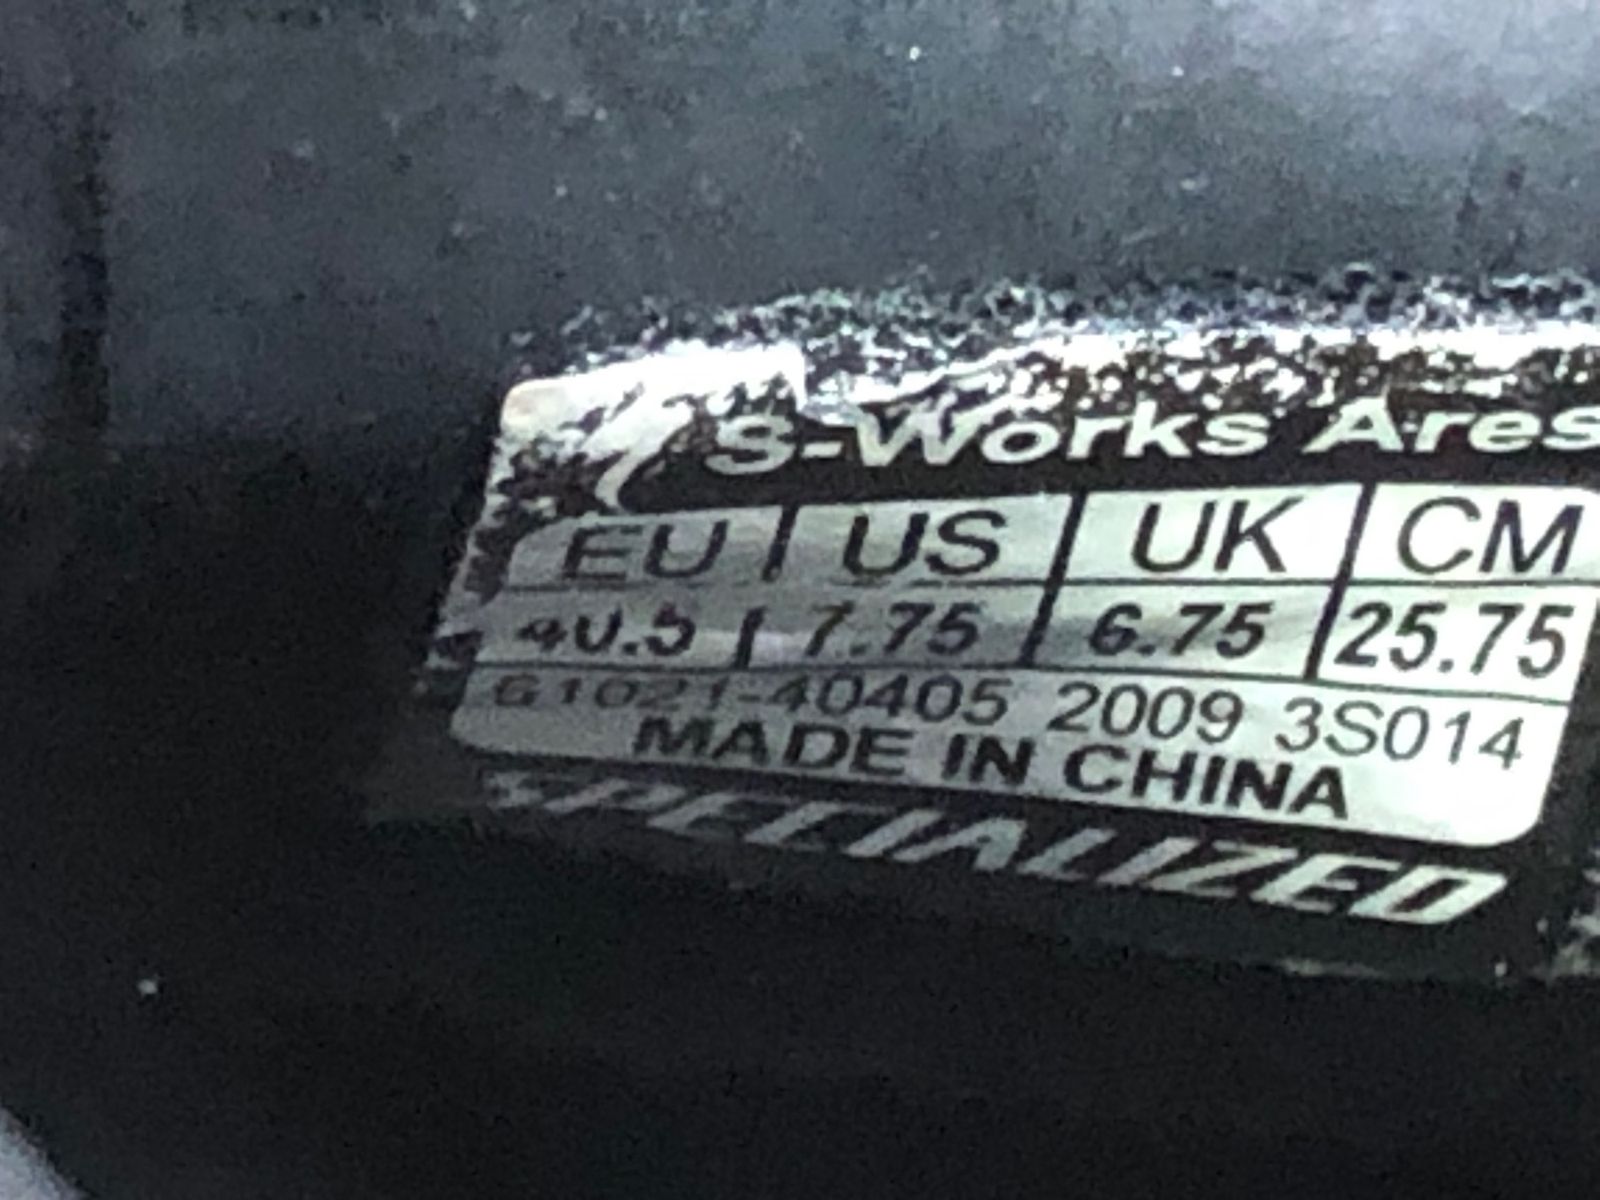 S-Works Ares
EU US UK CM
40.5 7.75 6.75 25.75
61021-40405 2009 3S014
MADE IN CHINA
SPECIALIZED